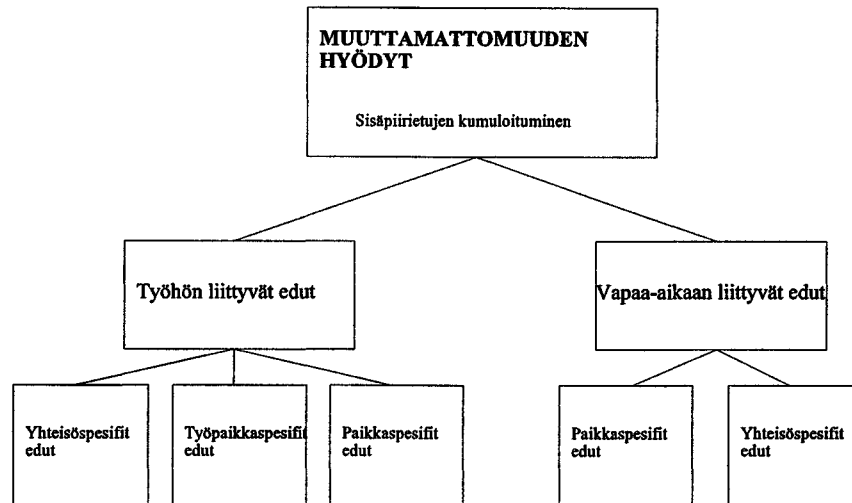 MUUTTAMATTOMUUDEN
HYÖDYT
Sisäpiirietujen kumuloituminen
Työhön liittyvät edut
Vapaa-aikaan liittyvät edut
Yhteisöspesifit
edut
Työpaikkaspesifit
edut
Paikkaspesifit
edut
Paikkaspesifit
edut
Yhteisöspesifit
edut